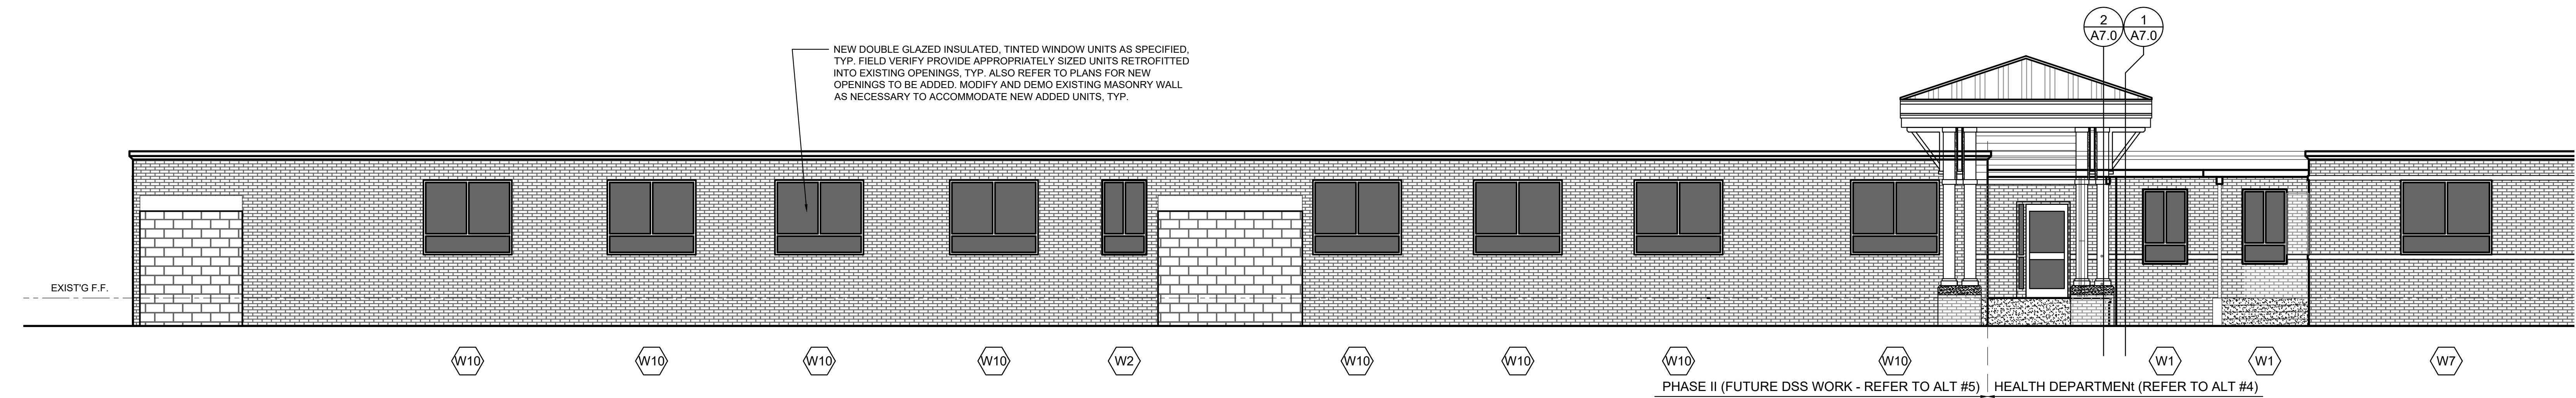 2
A7.0
1
A7.0
NEW DOUBLE GLAZED INSULATED, TINTED WINDOW UNITS AS SPECIFIED,
TYP. FIELD VERIFY PROVIDE APPROPRIATELY SIZED UNITS RETROFITTED
INTO EXISTING OPENINGS, TYP. ALSO REFER TO PLANS FOR NEW
OPENINGS TO BE ADDED. MODIFY AND DEMO EXISTING MASONRY WALL
AS NECESSARY TO ACCOMMODATE NEW ADDED UNITS, TYP.
EXIST'G F.F.
W10 W10 W10 W10 W2 W10 W10 W10 W10 W1 W1 W7
PHASE II (FUTURE DSS WORK - REFER TO ALT #5) HEALTH DEPARTMENt (REFER TO ALT #4)